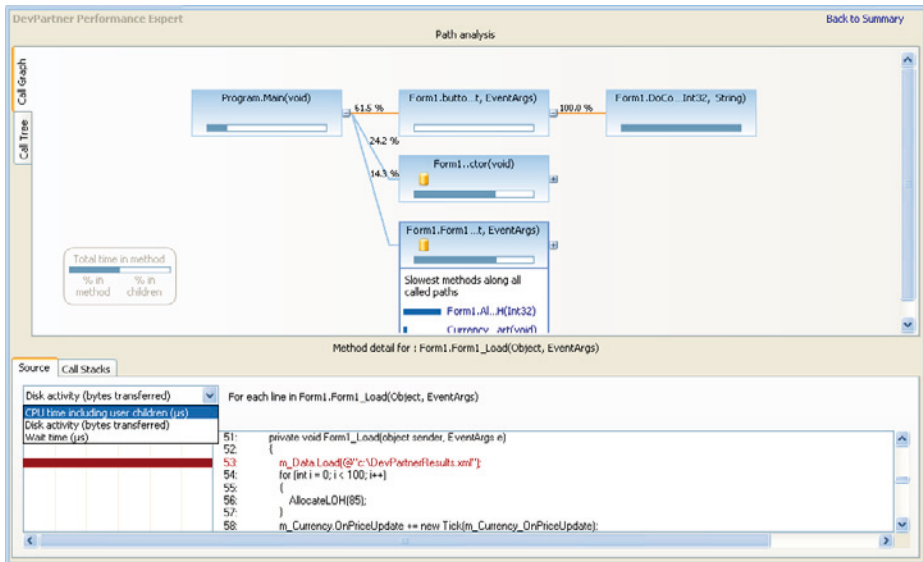 DevPartner Performance Expert
Back to Summary
Path analysis
Call Graph
Call Tree
Program.Main(void)
61.5 %
Form1.butto...t, EventArgs)
100.0 %
Form1.DoCo...Int32, String)
24.2 %
Form1..ctor(void)
14.3 %
Form1.Form1...t, EventArgs)
Slowest methods along all
called paths
Form1.Al...H(Int32)
Currency...art(void)
Total time in method
% in
method
% in
children
Method detail for : Form1.Form1_Load(Object, EventArgs)
Source
Call Stacks
Disk activity (bytes transferred)
For each line in Form1.Form1_Load(Object, EventArgs)
CPU time including user children (µs)
Disk activity (bytes transferred)
Wait time (µs)
51: private void Form1_Load(object sender, EventArgs e)
52: {
53: m_Data.Load(@"c:\DevPartnerResults.xml");
54: for (int i = 0; i < 100; i++)
55: {
56: AllocateLOH(85);
57: }
58: m_Currency.OnPriceUpdate += new Tick(m_Currency_OnPriceUpdate);